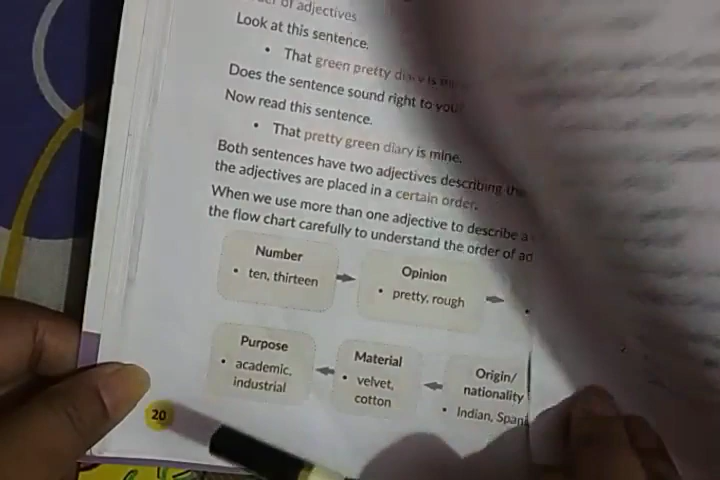 of adjectives
Look at this sentence.
• That green pretty diary is
Does the sentence sound right to you?
Now read this sentence.
• That pretty green diary is mine.
Both sentences have two adjectives describing the
the adjectives are placed in a certain order.
When we use more than one adjective to describe a
the flow chart carefully to understand the order of ad
Number
• ten, thirteen
Opinion
• pretty, rough
Purpose
• academic,
industrial
Material
• velvet,
cotton
Origin/
nationality
• Indian, Spani
20